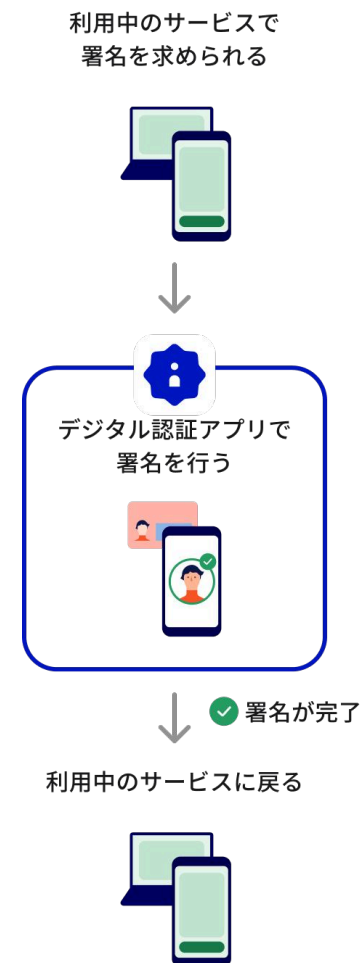 利用中のサービスで
署名を求められる
デジタル認証アプリで
署名を行う
署名が完了
利用中のサービスに戻る